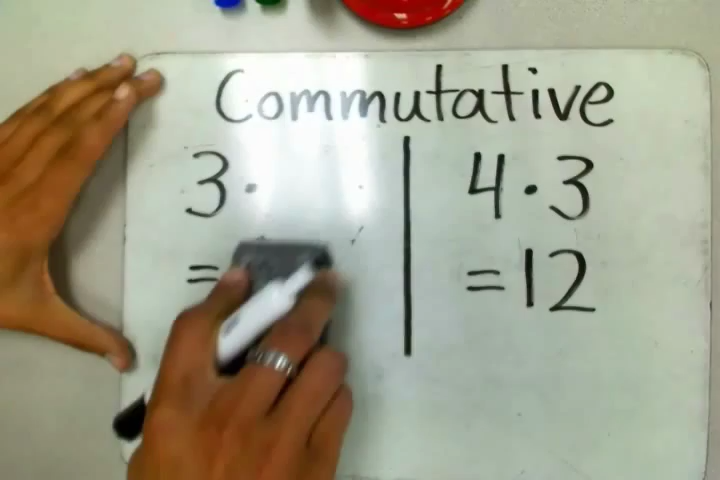 Commutative
3 ·
=
4 · 3
= 12